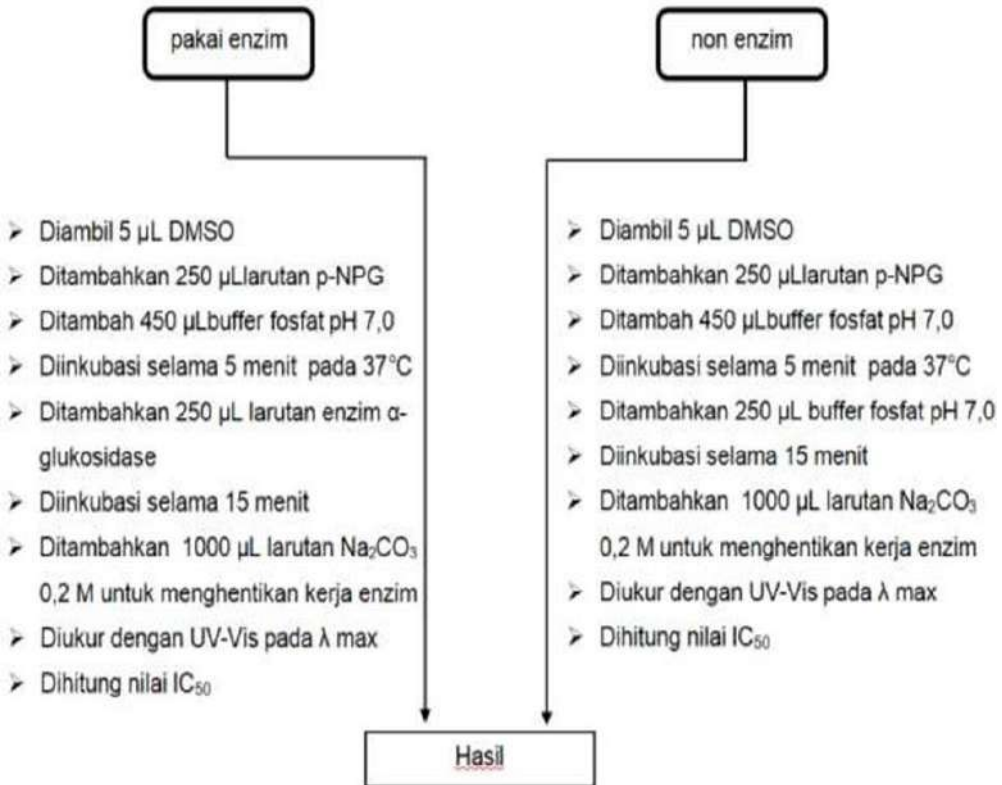 pakai enzim
➢ Diambil 5 µL DMSO
➢ Ditambahkan 250 µLlarutan p-NPG
➢ Ditambah 450 µLbuffer fosfat pH 7,0
➢ Diinkubasi selama 5 menit pada 37°C
➢ Ditambahkan 250 µL larutan enzim α-
glukosidase
➢ Diinkubasi selama 15 menit
➢ Ditambahkan 1000 µL larutan Na₂CO₃
0,2 M untuk menghentikan kerja enzim
➢ Diukur dengan UV-Vis pada λ max
➢ Dihitung nilai IC₅₀
non enzim
➢ Diambil 5 µL DMSO
➢ Ditambahkan 250 µLlarutan p-NPG
➢ Ditambah 450 µLbuffer fosfat pH 7,0
➢ Diinkubasi selama 5 menit pada 37°C
➢ Ditambahkan 250 µL buffer fosfat pH 7,0
➢ Diinkubasi selama 15 menit
➢ Ditambahkan 1000 µL larutan Na₂CO₃
0,2 M untuk menghentikan kerja enzim
➢ Diukur dengan UV-Vis pada λ max
➢ Dihitung nilai IC₅₀
Hasil